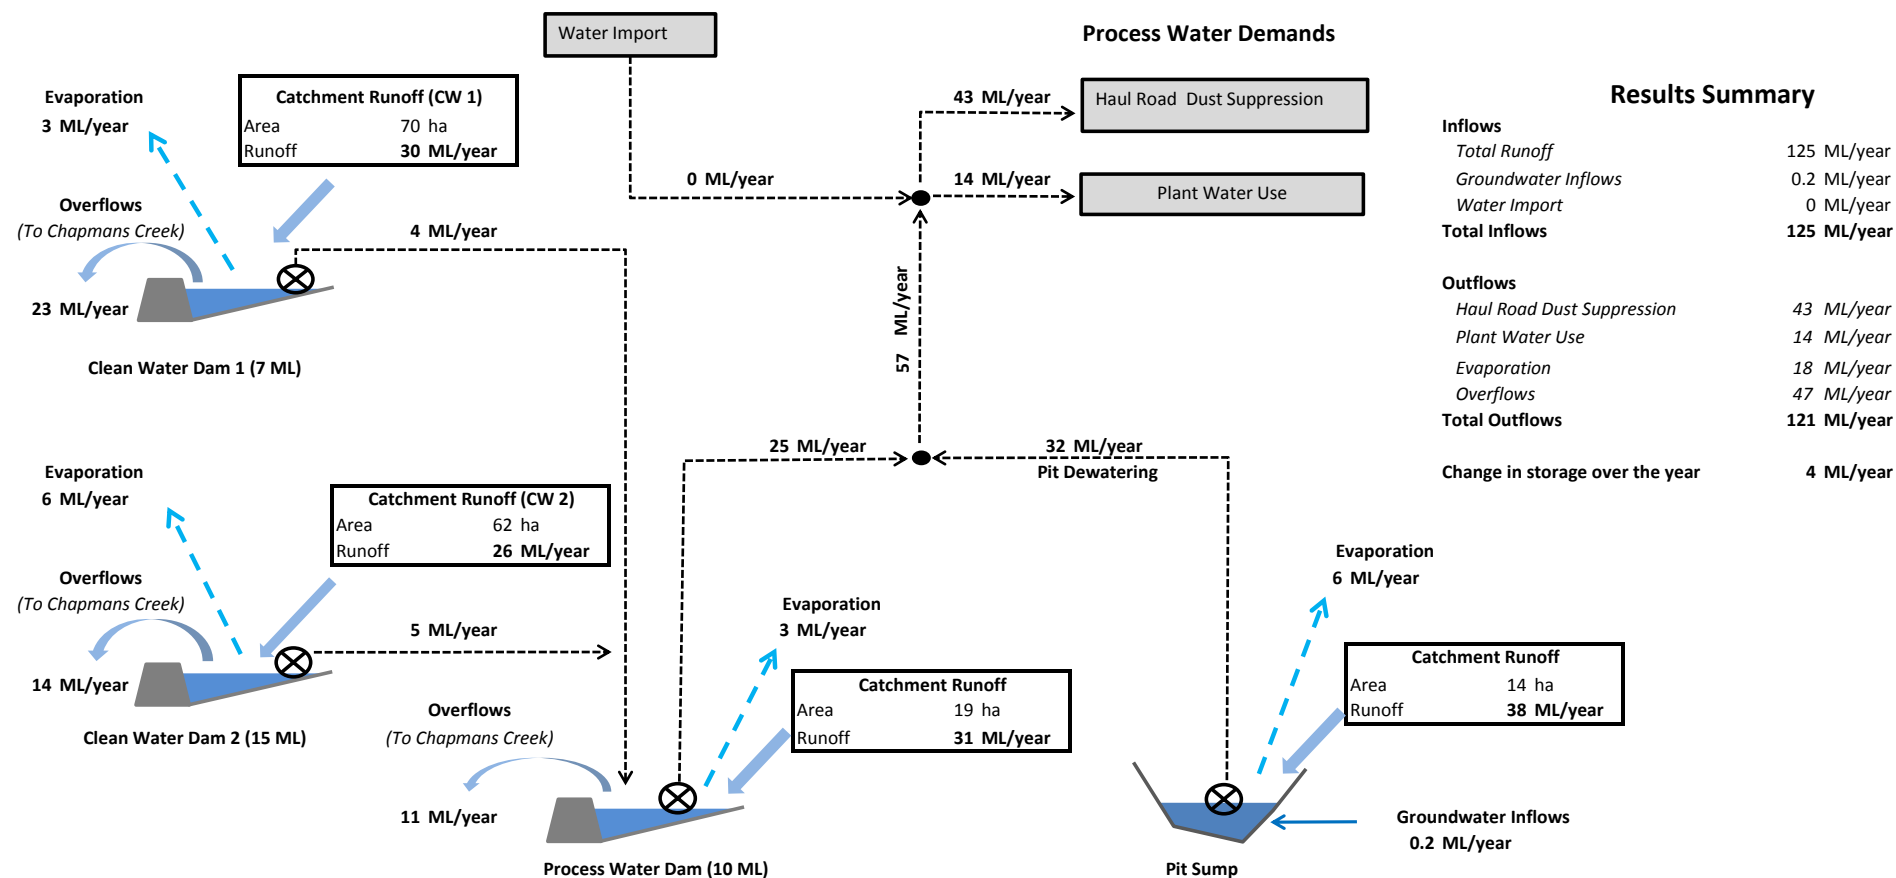 Water Import
Process Water Demands
43 ML/year
Haul Road Dust Suppression
0 ML/year
14 ML/year
Plant Water Use
57 ML/year
25 ML/year
32 ML/year
Pit Dewatering
Evaporation
3 ML/year
Catchment Runoff (CW 1)
Area 70 ha
Runoff 30 ML/year
Overflows
(To Chapmans Creek)
4 ML/year
23 ML/year
Clean Water Dam 1 (7 ML)
Evaporation
6 ML/year
Catchment Runoff (CW 2)
Area 62 ha
Runoff 26 ML/year
Overflows
(To Chapmans Creek)
5 ML/year
14 ML/year
Clean Water Dam 2 (15 ML)
Overflows
(To Chapmans Creek)
11 ML/year
Evaporation
3 ML/year
Catchment Runoff
Area 19 ha
Runoff 31 ML/year
Process Water Dam (10 ML)
Evaporation
6 ML/year
Catchment Runoff
Area 14 ha
Runoff 38 ML/year
Groundwater Inflows
0.2 ML/year
Pit Sump
Results Summary
Inflows
Total Runoff 125 ML/year
Groundwater Inflows 0.2 ML/year
Water Import 0 ML/year
Total Inflows 125 ML/year
Outflows
Haul Road Dust Suppression 43 ML/year
Plant Water Use 14 ML/year
Evaporation 18 ML/year
Overflows 47 ML/year
Total Outflows 121 ML/year
Change in storage over the year 4 ML/year